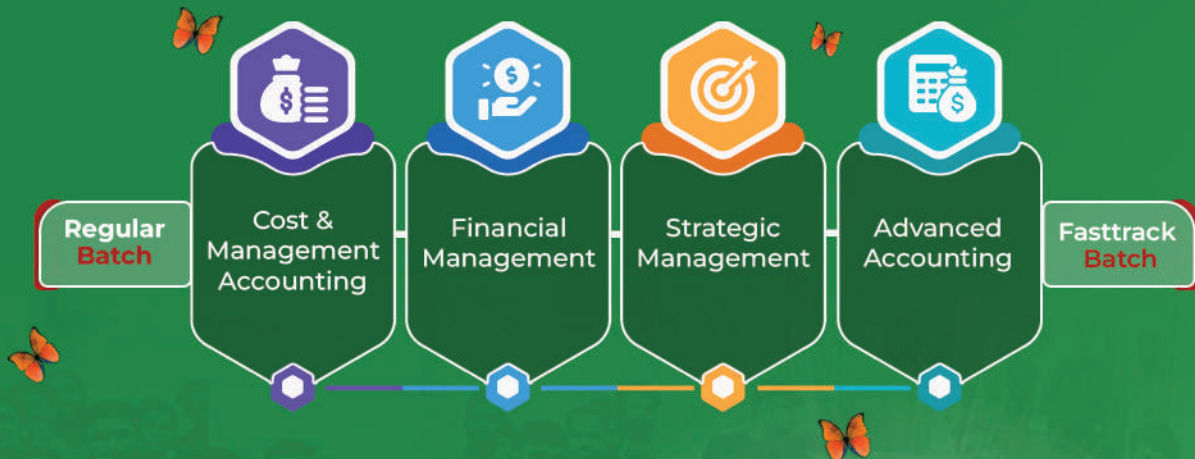 Regular
Batch
Cost &
Management
Accounting
Financial
Management
Strategic
Management
Advanced
Accounting
Fasttrack
Batch